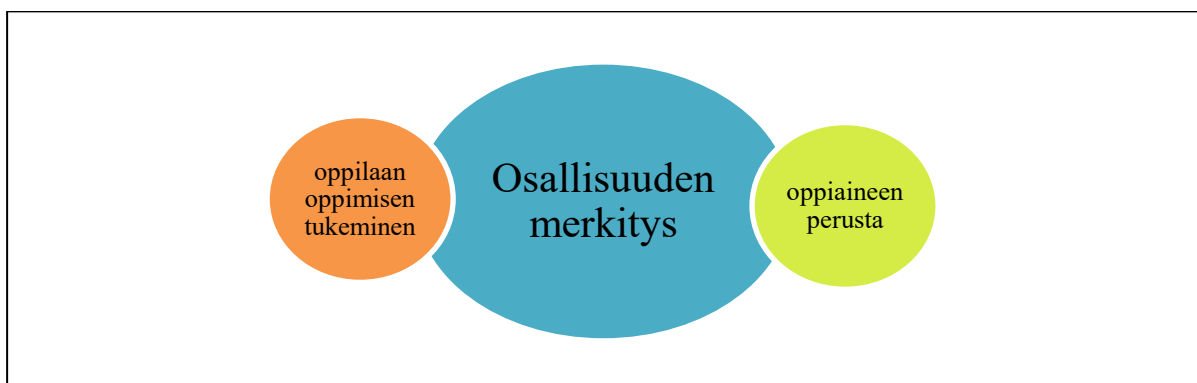 oppilaan
oppimisen
tukeminen
Osallisuuden
merkitys
oppiaineen
perusta